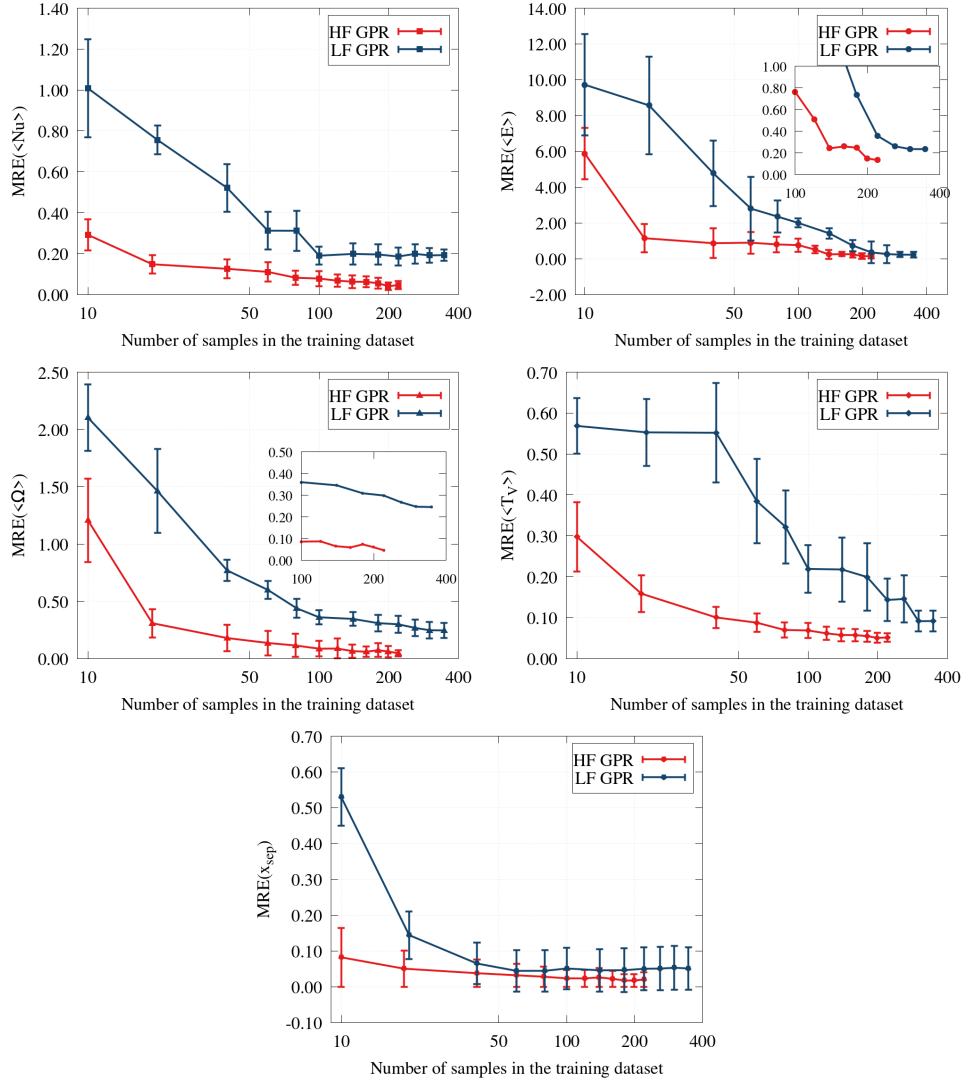 1.40
1.20
1.00
0.80
0.60
0.40
0.20
0.00
MRE(<Nu>)
HF GPR
LF GPR
10 50 100 200 400
Number of samples in the training dataset
14.00
12.00
10.00
8.00
6.00
4.00
2.00
0.00
-2.00
MRE(<E>)
HF GPR
LF GPR
1.00
0.80
0.60
0.40
0.20
0.00
100 200 400
10 50 100 200 400
Number of samples in the training dataset
2.50
2.00
1.50
1.00
0.50
0.00
MRE(<Ω>)
HF GPR
LF GPR
0.50
0.40
0.30
0.20
0.10
0.00
100 200 400
10 50 100 200 400
Number of samples in the training dataset
0.70
0.60
0.50
0.40
0.30
0.20
0.10
0.00
MRE(<T_V>)
HF GPR
LF GPR
10 50 100 200 400
Number of samples in the training dataset
0.70
0.60
0.50
0.40
0.30
0.20
0.10
0.00
-0.10
MRE(x_sep)
HF GPR
LF GPR
10 50 100 200 400
Number of samples in the training dataset